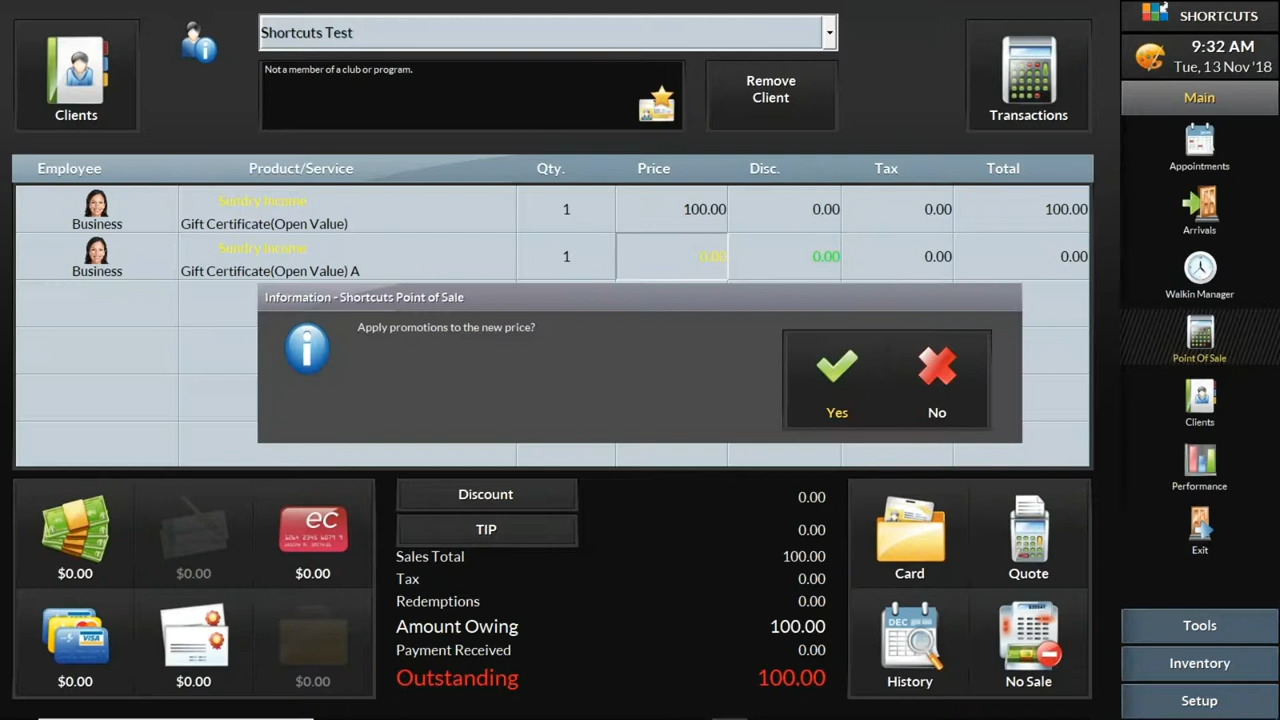 Shortcuts Test
Not a member of a club or program.
Remove
Client
Clients
Transactions
SHORTCUTS
9:32 AM
Tue, 13 Nov '18
Main
Appointments
Arrivals
Walkin Manager
Point Of Sale
Clients
Performance
Exit
Tools
Inventory
Setup
Employee Product/Service Qty. Price Disc. Tax Total
Sundry Income
Business Gift Certificate(Open Value) 1 100.00 0.00 0.00 100.00
Sundry Income
Business Gift Certificate(Open Value) A 1 0.00 0.00 0.00 0.00
Information - Shortcuts Point of Sale
Apply promotions to the new price?
Yes
No
ec
$0.00 $0.00 $0.00
VISA
$0.00 $0.00 $0.00
Discount 0.00
TIP 0.00
Sales Total 100.00
Tax 0.00
Redemptions 0.00
Amount Owing 100.00
Payment Received 0.00
Outstanding 100.00
Card
Quote
DEC
History
No Sale